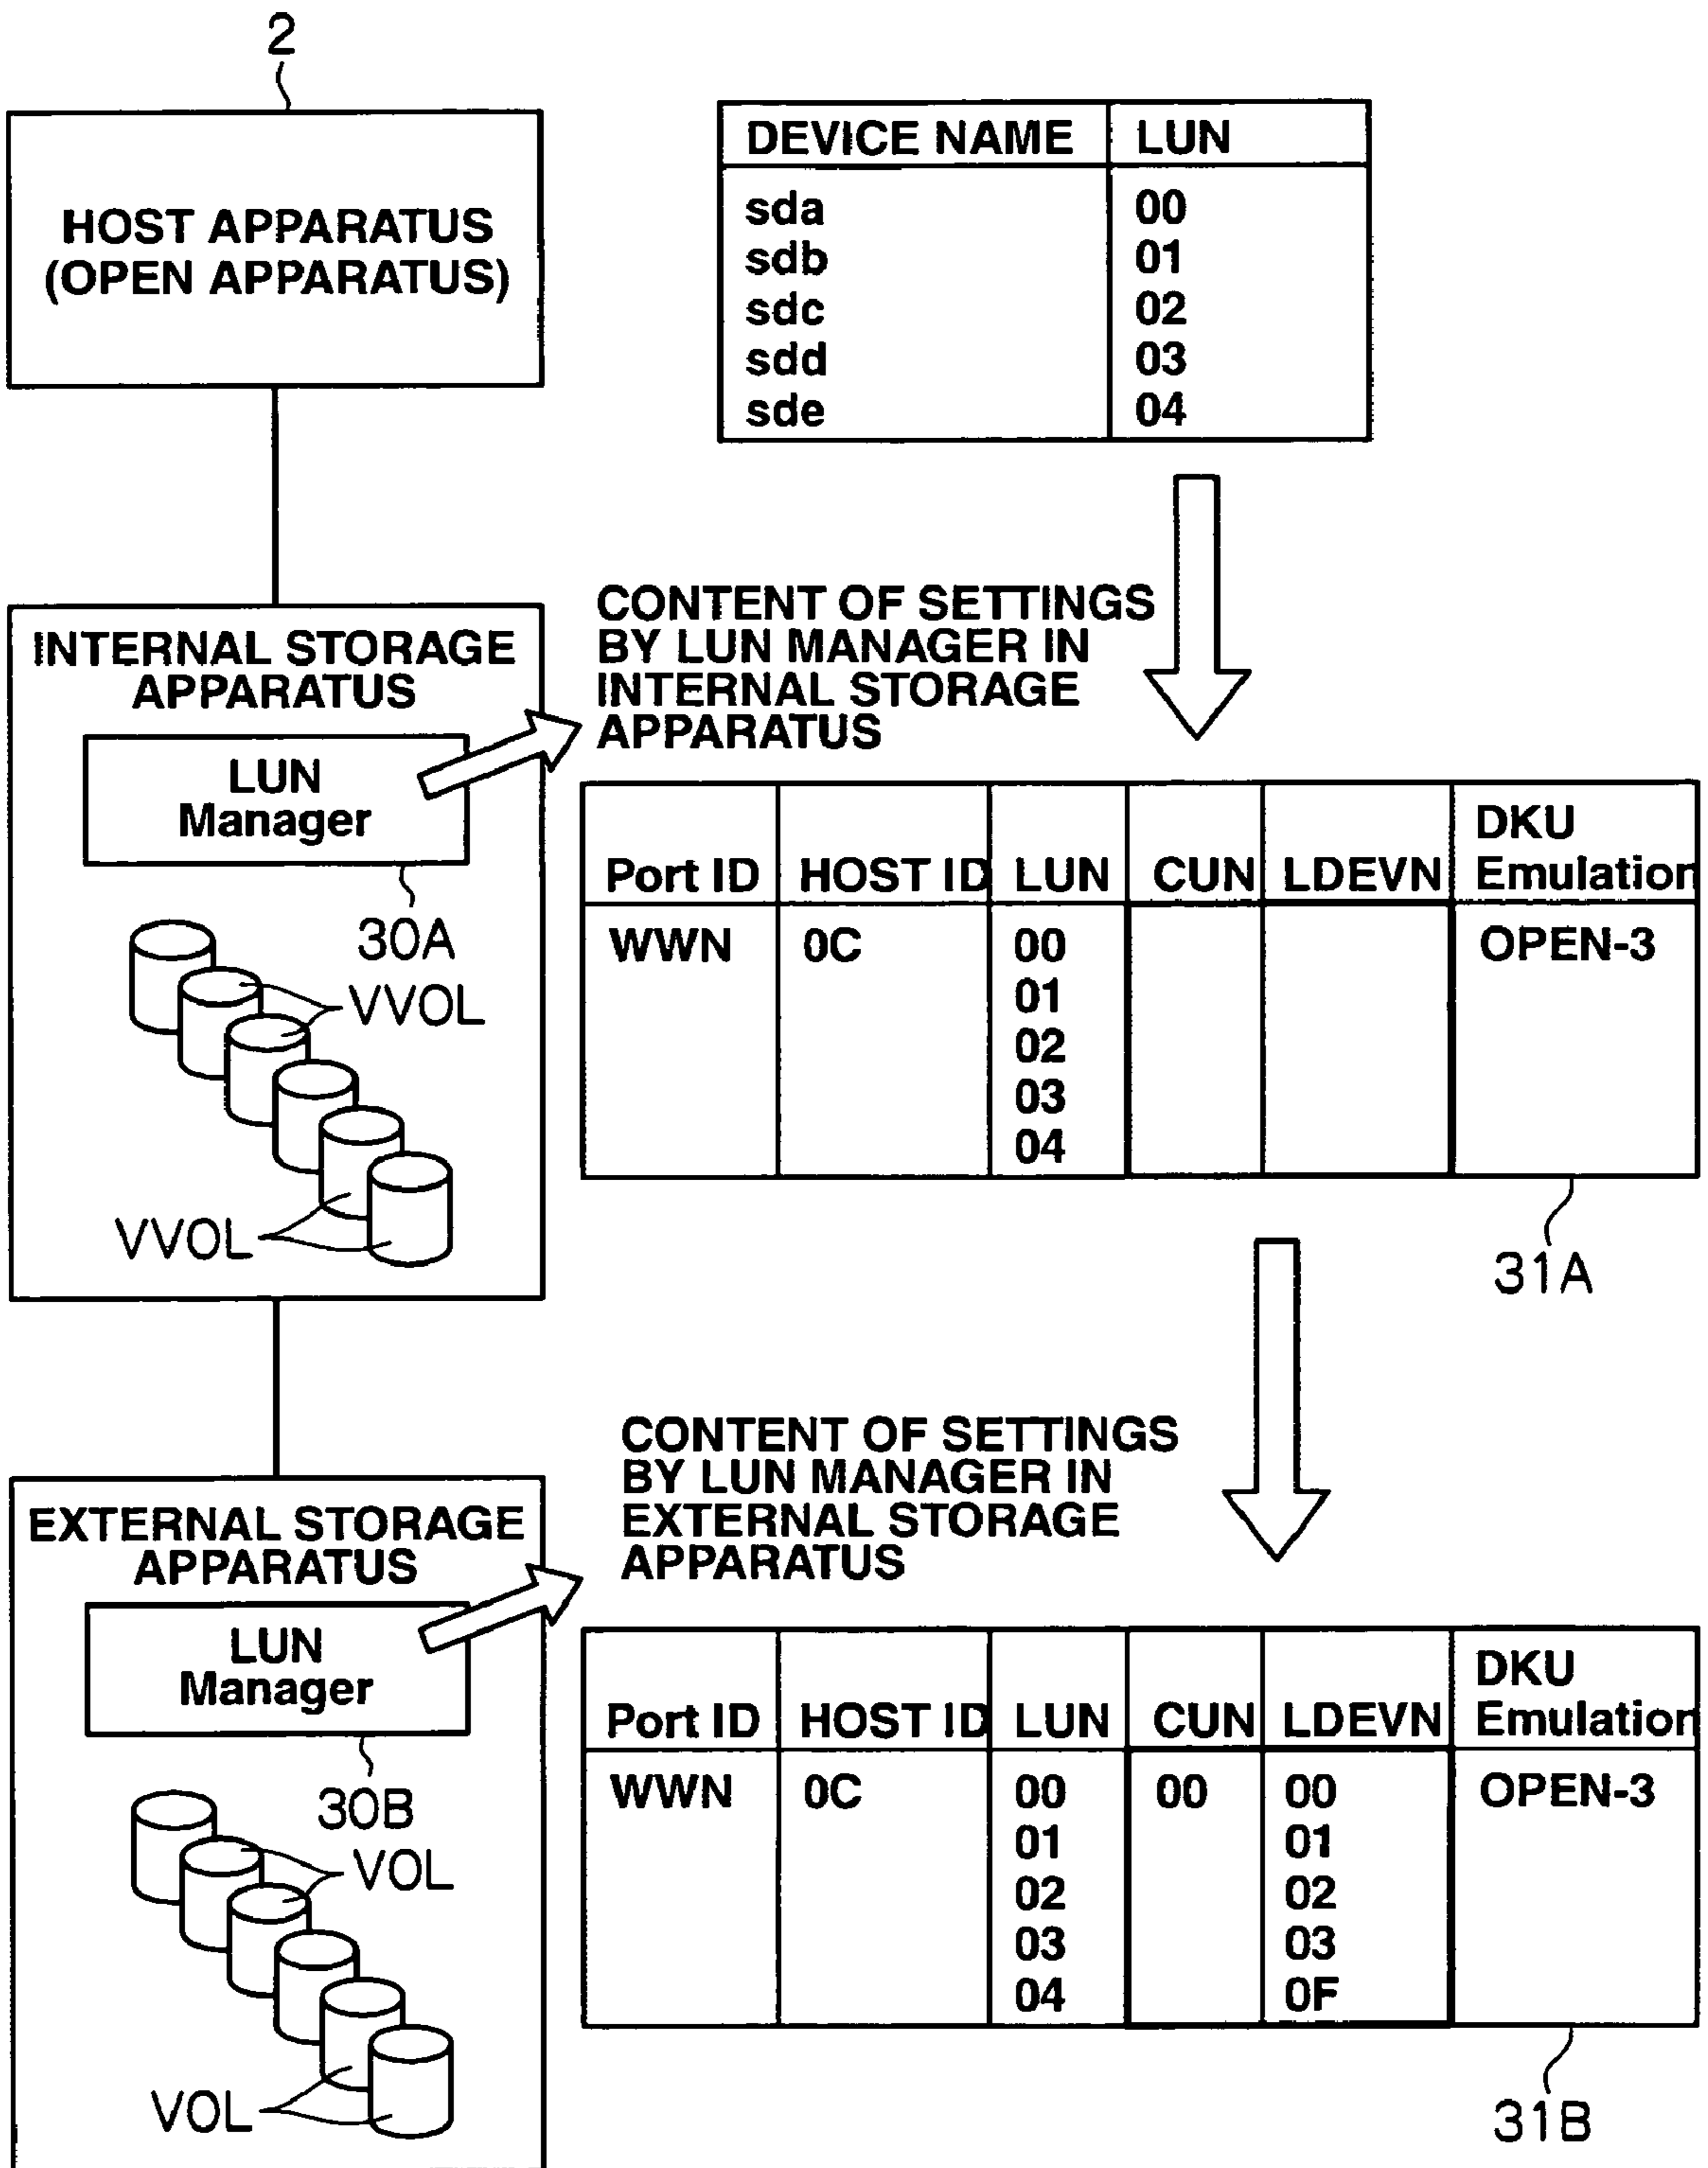 2
HOST APPARATUS
(OPEN APPARATUS)
DEVICE NAME LUN
sda 00
sdb 01
sdc 02
sdd 03
sde 04
INTERNAL STORAGE
APPARATUS
LUN
Manager
30A
VVOL
VVOL
CONTENT OF SETTINGS
BY LUN MANAGER IN
INTERNAL STORAGE
APPARATUS
DKU
Port ID HOST ID LUN CUN LDEVN Emulation
WWN 0C 00 OPEN-3
01
02
03
04
31A
EXTERNAL STORAGE
APPARATUS
LUN
Manager
30B
VOL
VOL
CONTENT OF SETTINGS
BY LUN MANAGER IN
EXTERNAL STORAGE
APPARATUS
DKU
Port ID HOST ID LUN CUN LDEVN Emulation
WWN 0C 00 00 00 OPEN-3
01 01
02 02
03 03
04 0F
31B